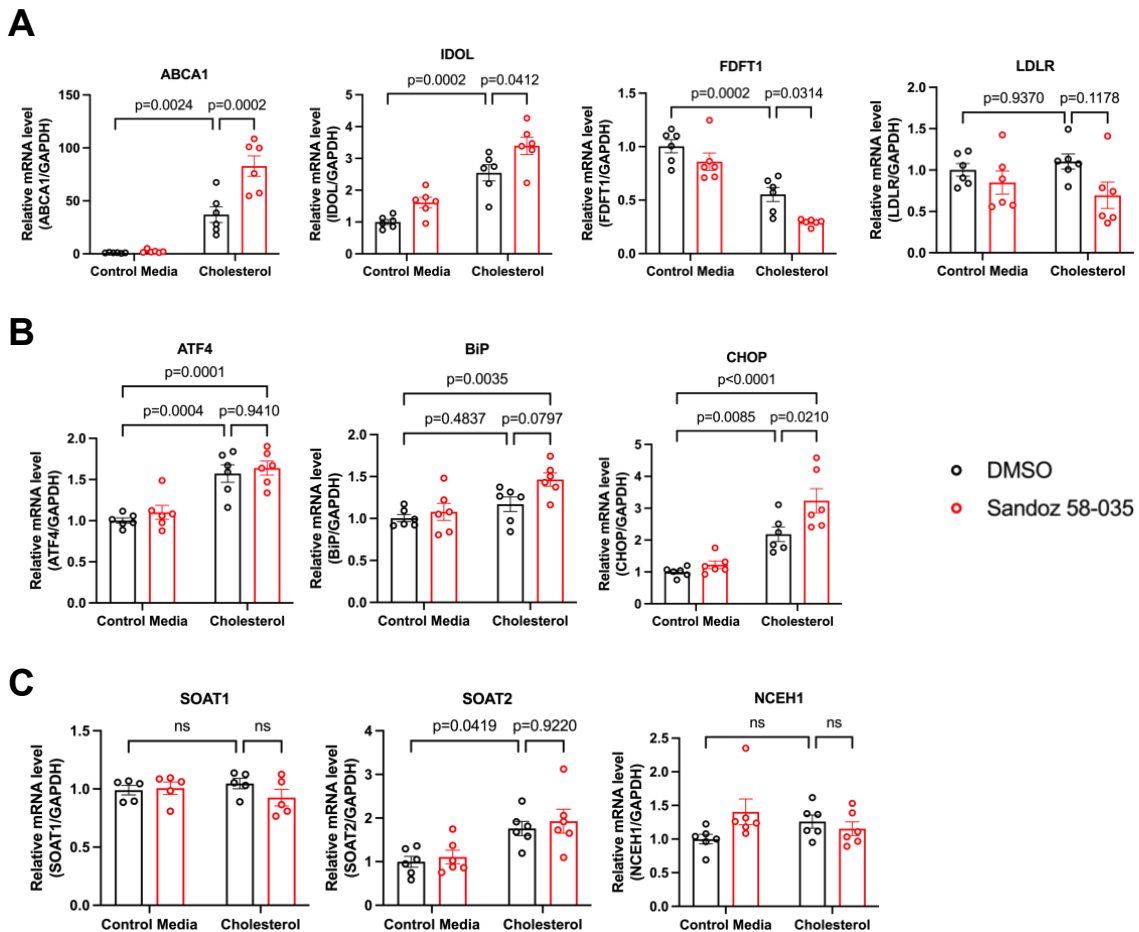 A
ABCA1
p=0.0024 p=0.0002
Relative mRNA level
(ABCA1/GAPDH)
150
100
50
0
Control Media Cholesterol
IDOL
p=0.0002 p=0.0412
Relative mRNA level
(IDOL/GAPDH)
5
4
3
2
1
0
Control Media Cholesterol
FDFT1
p=0.0002 p=0.0314
Relative mRNA level
(FDFT1/GAPDH)
1.5
1.0
0.5
0.0
Control Media Cholesterol
LDLR
p=0.9370 p=0.1178
Relative mRNA level
(LDLR/GAPDH)
2.0
1.5
1.0
0.5
0.0
Control Media Cholesterol
B
ATF4
p=0.0001
p=0.0004 p=0.9410
Relative mRNA level
(ATF4/GAPDH)
2.0
1.5
1.0
0.5
0.0
Control Media Cholesterol
BiP
p=0.0035
p=0.4837 p=0.0797
Relative mRNA level
(BiP/GAPDH)
2.0
1.5
1.0
0.5
0.0
Control Media Cholesterol
CHOP
p<0.0001
p=0.0085 p=0.0210
Relative mRNA level
(CHOP/GAPDH)
5
4
3
2
1
0
Control Media Cholesterol
DMSO
Sandoz 58-035
C
SOAT1
ns ns
Relative mRNA level
(SOAT1/GAPDH)
1.5
1.0
0.5
0.0
Control Media Cholesterol
SOAT2
p=0.0419 p=0.9220
Relative mRNA level
(SOAT2/GAPDH)
4
3
2
1
0
Control Media Cholesterol
NCEH1
ns ns
Relative mRNA level
(NCEH1/GAPDH)
2.5
2.0
1.5
1.0
0.5
0.0
Control Media Cholesterol